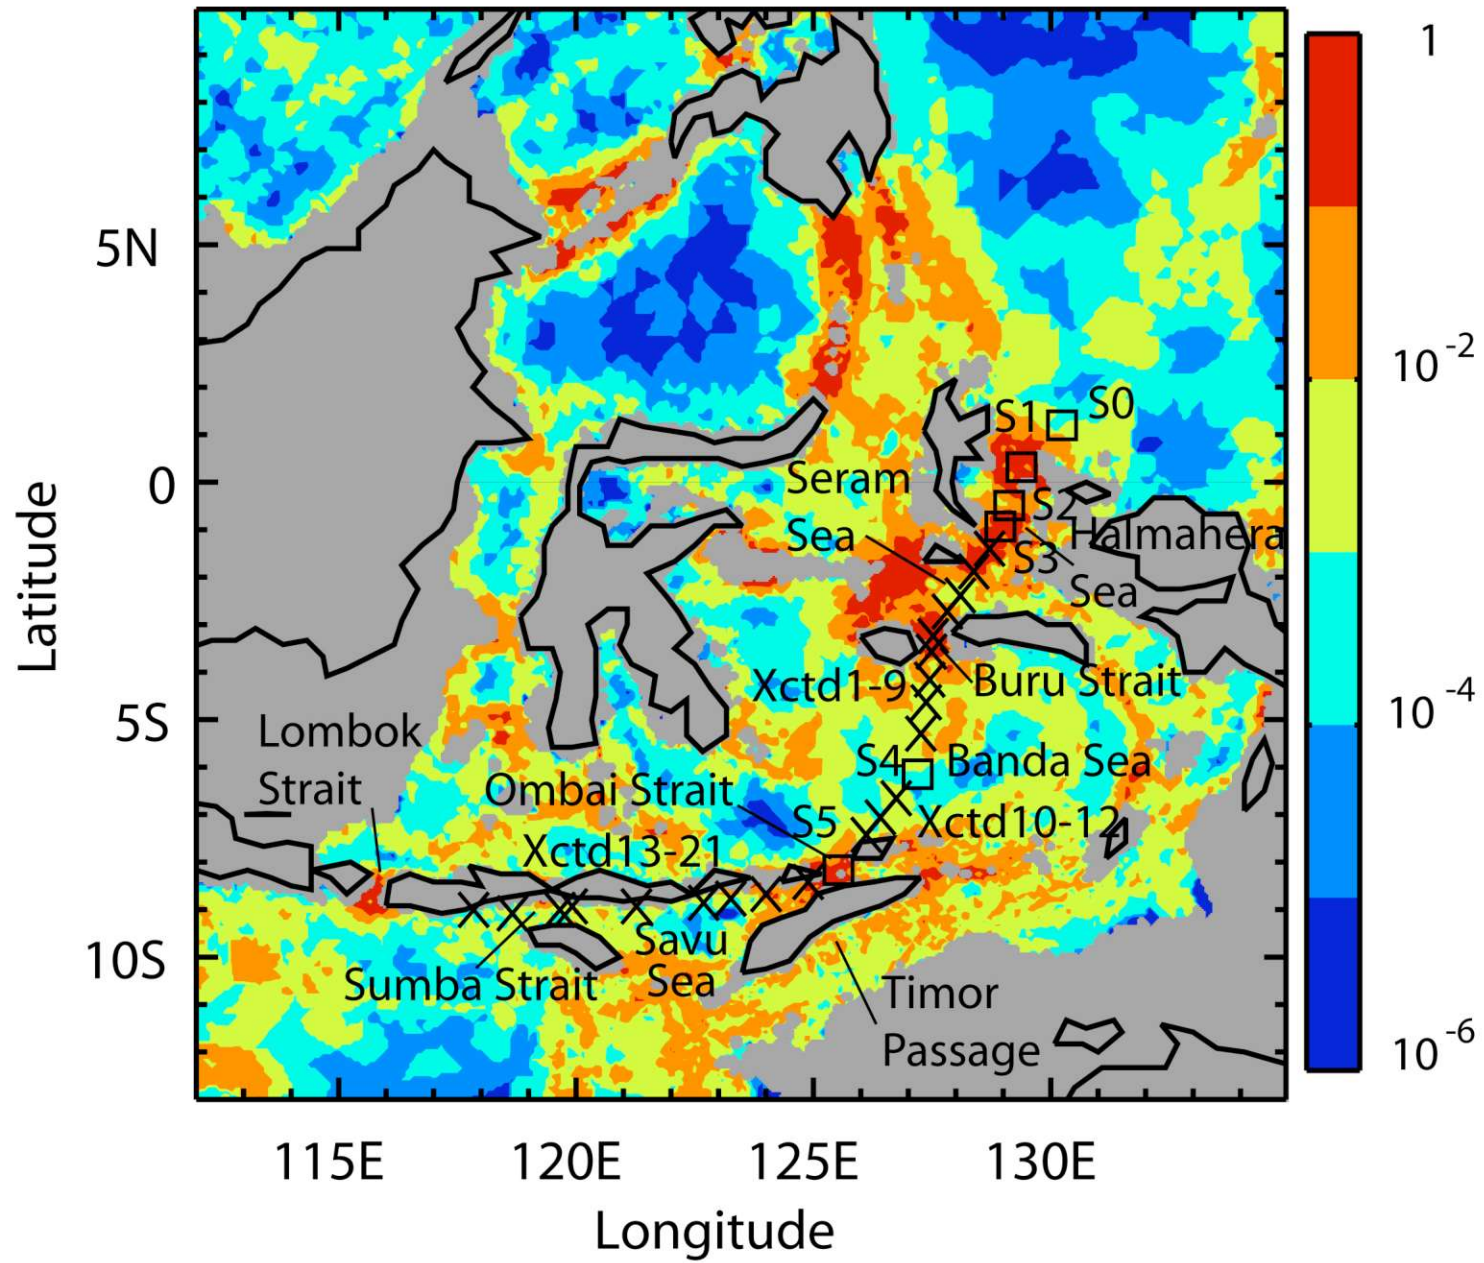 1
10-2
10-4
10-6
5N
0
5S
10S
Latitude
S1
S0
Seram
Sea
S2
Halmahera
S3
Sea
Xctd1-9
Buru Strait
Lombok
Strait
S4
Banda Sea
Ombai Strait
S5
Xctd10-12
Xctd13-21
Savu
Sea
Sumba Strait
Timor
Passage
115E
120E
125E
130E
Longitude